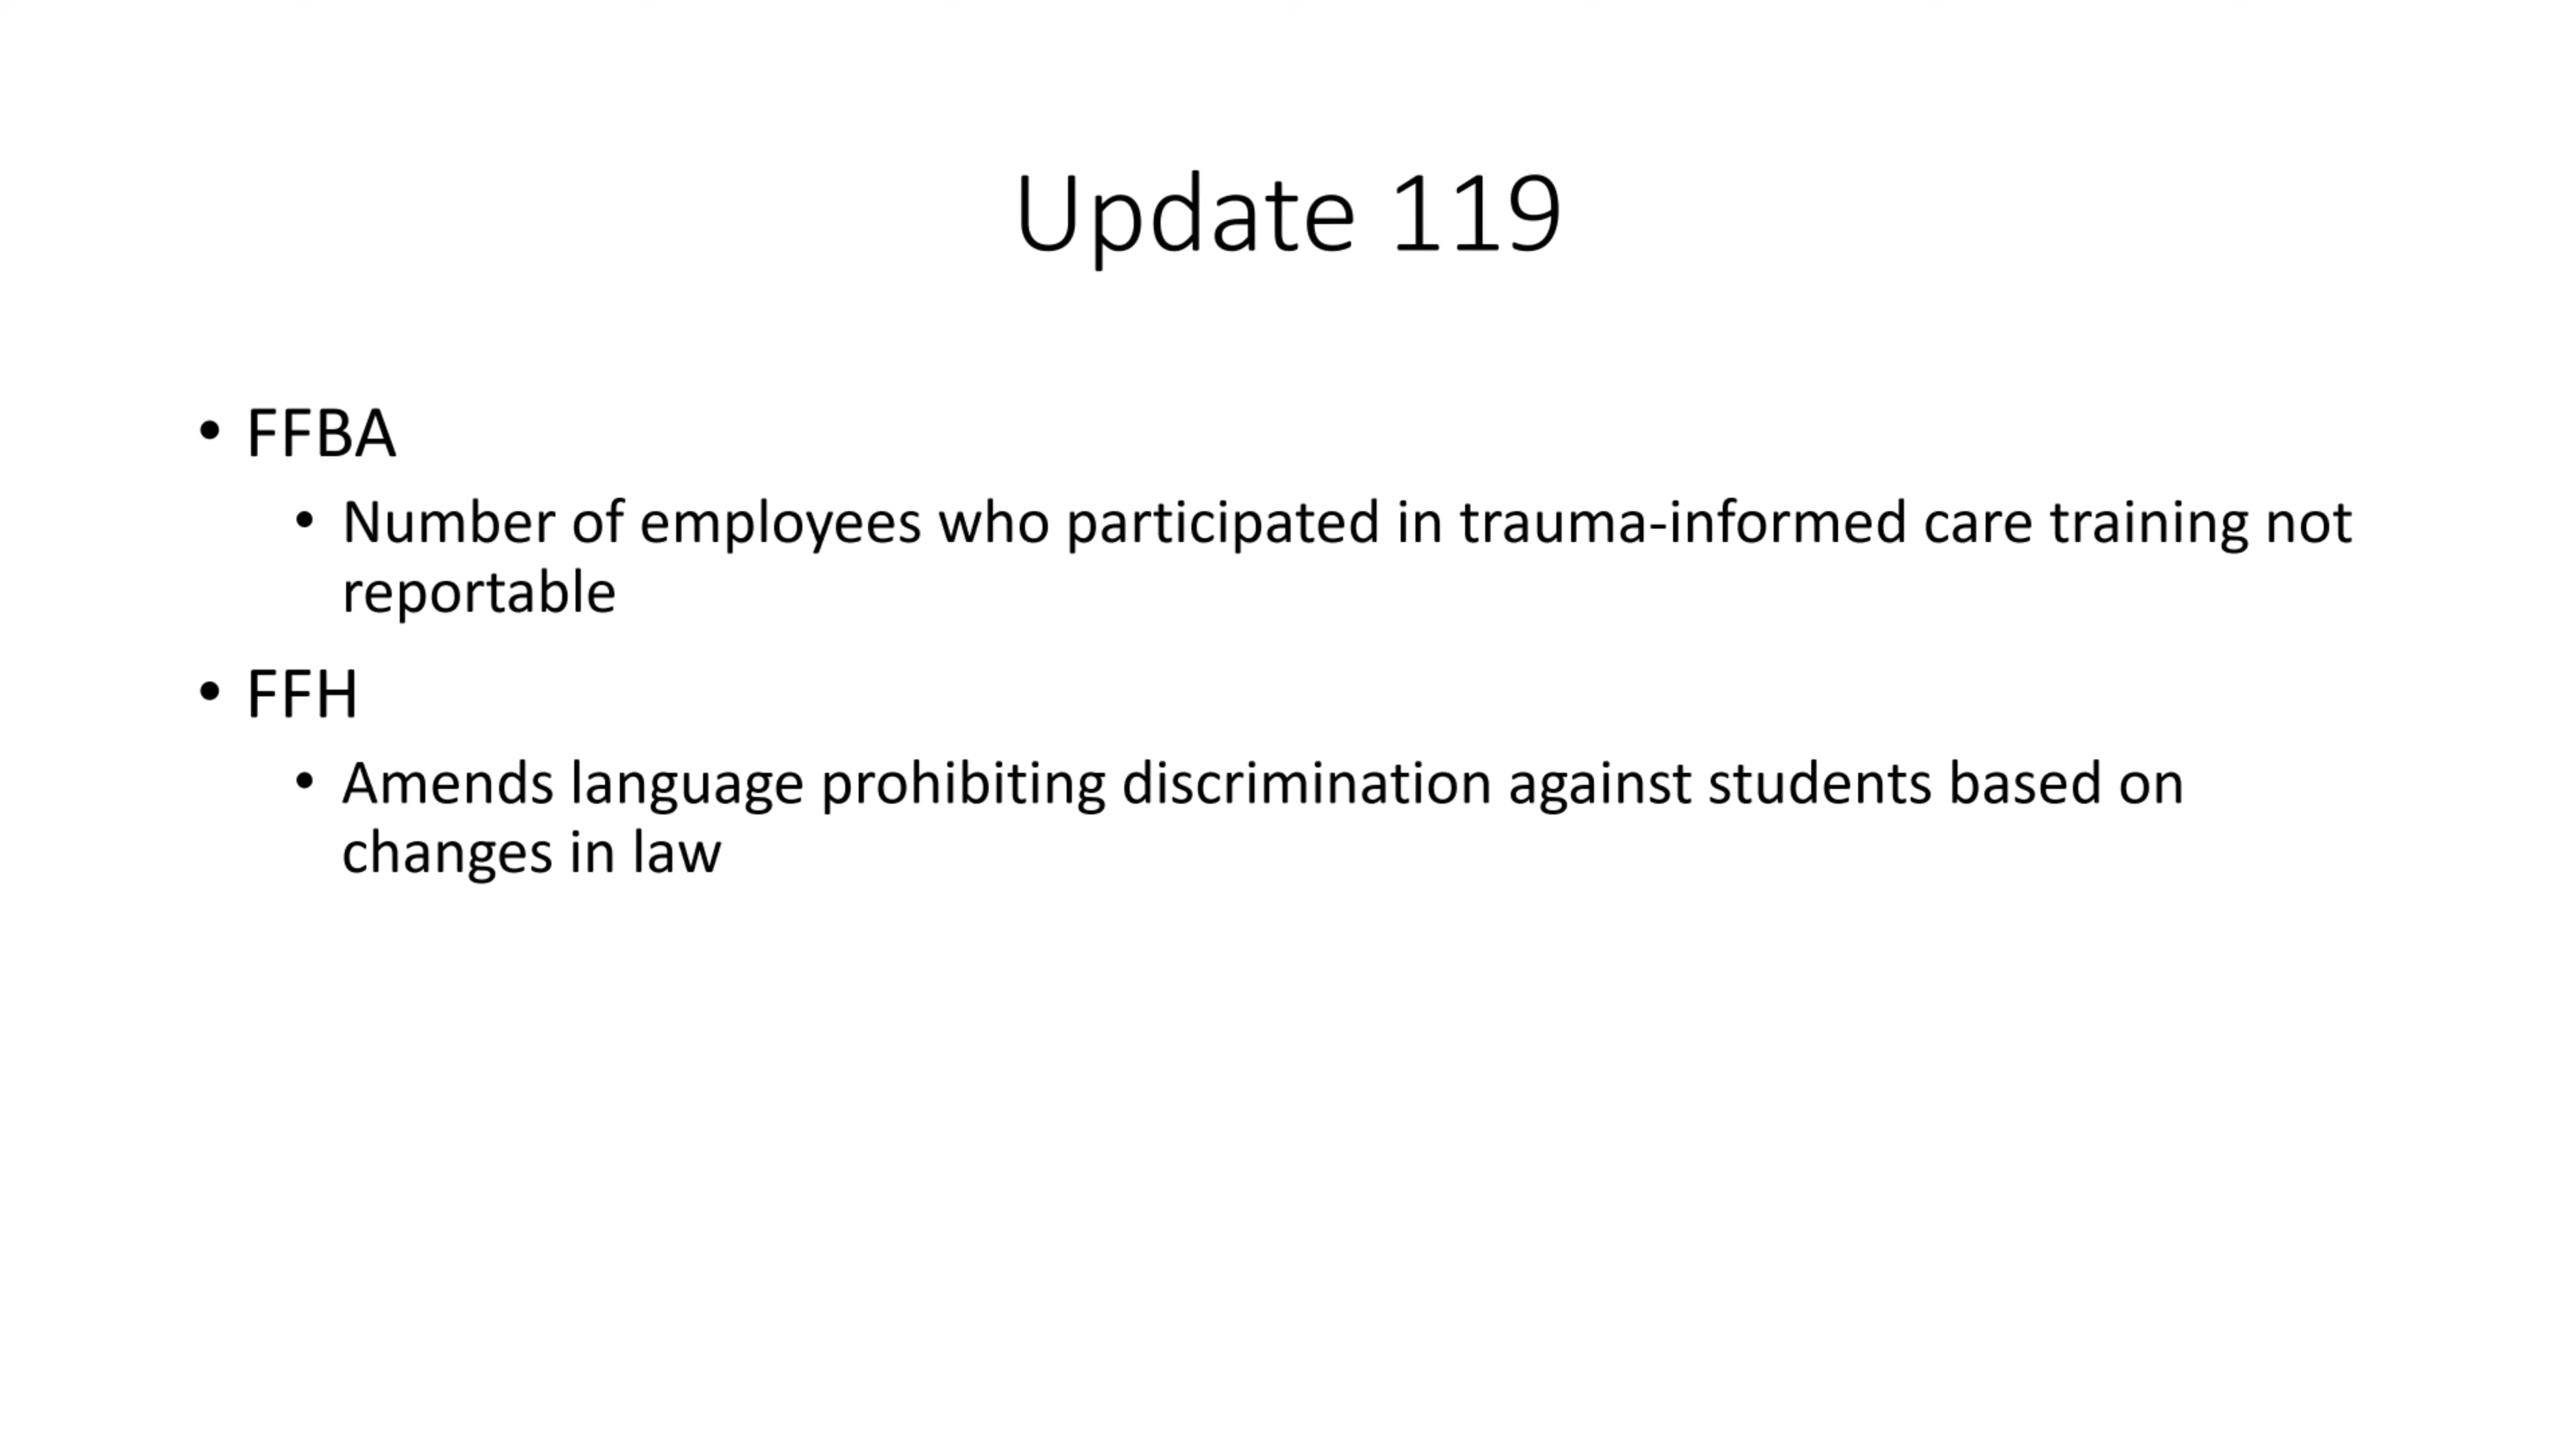 Update 119
• FFBA
• Number of employees who participated in trauma-informed care training not
reportable
• FFH
• Amends language prohibiting discrimination against students based on
changes in law